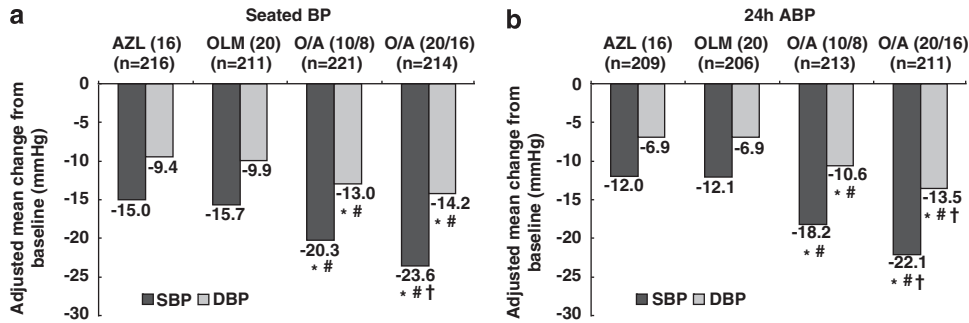 a
Seated BP
AZL (16) OLM (20) O/A (10/8) O/A (20/16)
(n=216) (n=211) (n=221) (n=214)
Adjusted mean change from
baseline (mmHg)
0
-5
-10
-15
-20
-25
-30
-15.0
-9.4
-15.7
-9.9
-20.3
* #
-13.0
* #
-23.6
* # †
-14.2
* #
SBP DBP
b
24h ABP
AZL (16) OLM (20) O/A (10/8) O/A (20/16)
(n=209) (n=206) (n=213) (n=211)
Adjusted mean change from
baseline (mmHg)
0
-5
-10
-15
-20
-25
-30
-12.0
-6.9
-12.1
-6.9
-18.2
* #
-10.6
* #
-22.1
* # †
-13.5
* # †
SBP DBP